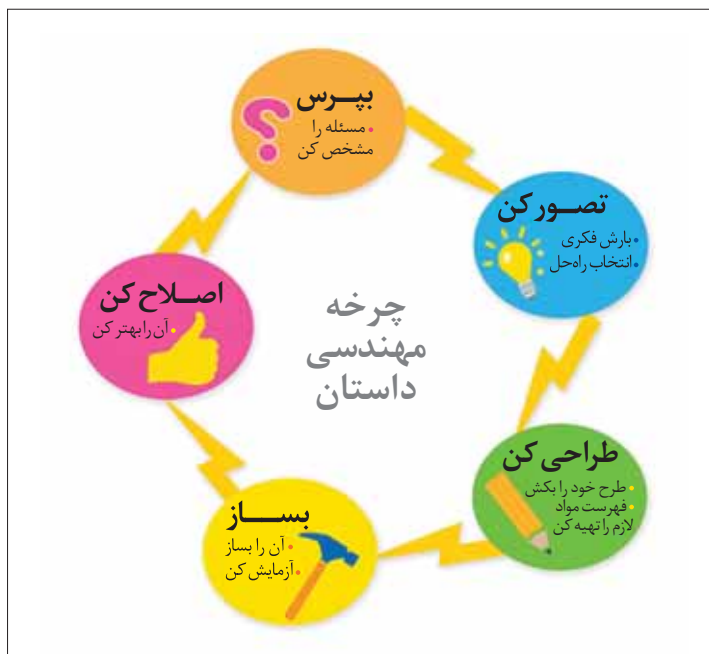 بپرس
• مسئله را
مشخص کن
تصور کن
• بارش فکری
• انتخاب راه‌حل
طراحی کن
• طرح خود را بکش
• فهرست مواد
لازم را تهیه کن
بساز
• آن را بساز
• آزمایش کن
اصلاح کن
• آن را بهتر کن
چرخه
مهندسی
داستان